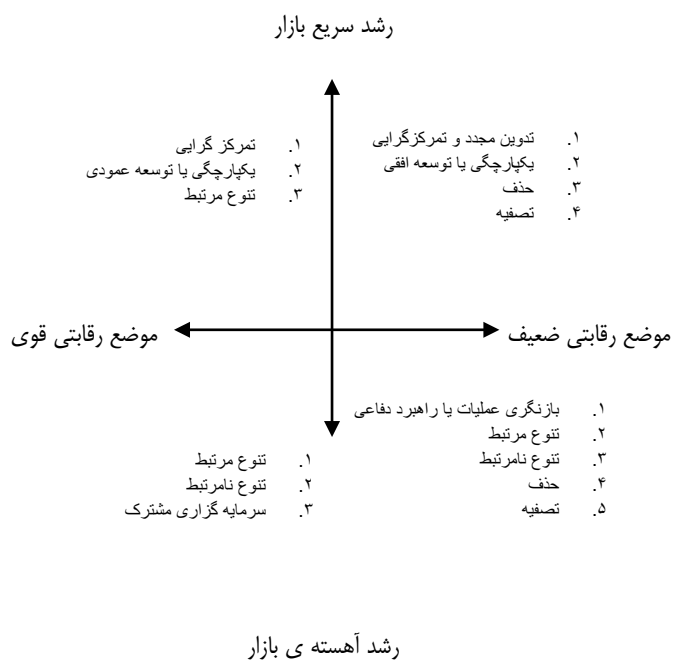 رشد سریع بازار
۱. تدوین مجدد و تمرکزگرایی
۲. یکپارچگی یا توسعه افقی
۳. حذف
۴. تصفیه
۱. تمرکز گرایی
۲. یکپارچگی یا توسعه عمودی
۳. تنوع مرتبط
موضع رقابتی ضعیف
موضع رقابتی قوی
۱. بازنگری عملیات یا راهبرد دفاعی
۲. تنوع مرتبط
۳. تنوع نامرتبط
۴. حذف
۵. تصفیه
۱. تنوع مرتبط
۲. تنوع نامرتبط
۳. سرمایه گزاری مشترک
رشد آهسته ی بازار